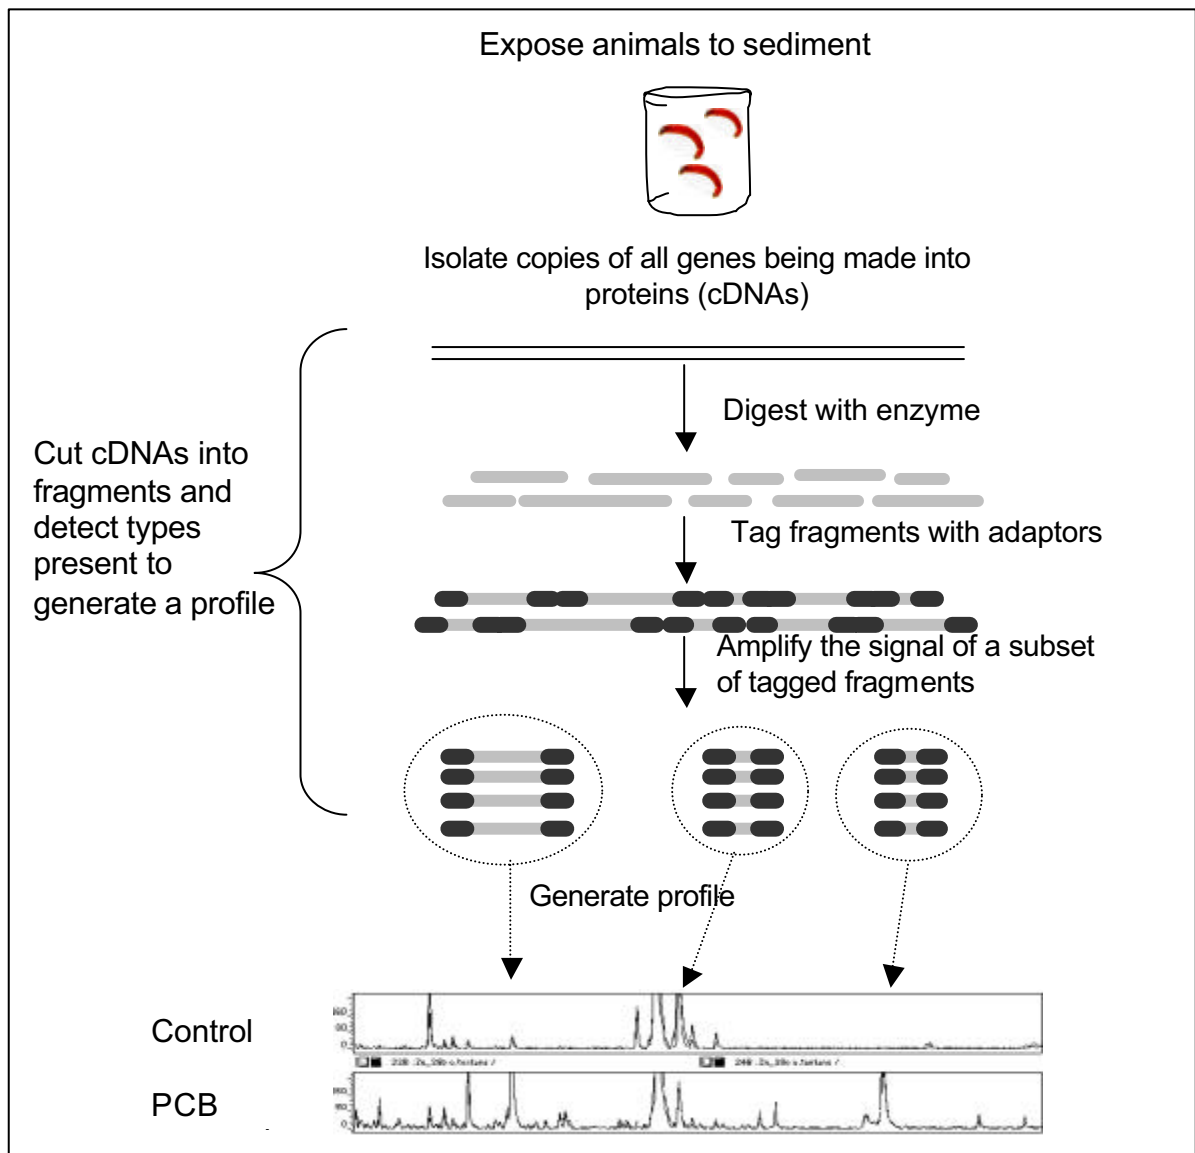 Expose animals to sediment
Isolate copies of all genes being made into
proteins (cDNAs)
Digest with enzyme
Cut cDNAs into
fragments and
detect types
present to
generate a profile
Tag fragments with adaptors
Amplify the signal of a subset
of tagged fragments
Generate profile
Control
0
PCB
0